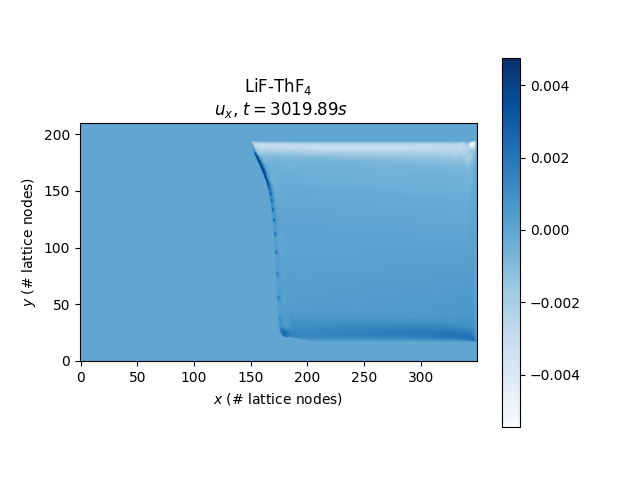 LiF-ThF₄
uₓ, t = 3019.89s
200
150
100
50
0
y (# lattice nodes)
0 50 100 150 200 250 300
x (# lattice nodes)
0.004
0.002
0.000
−0.002
−0.004